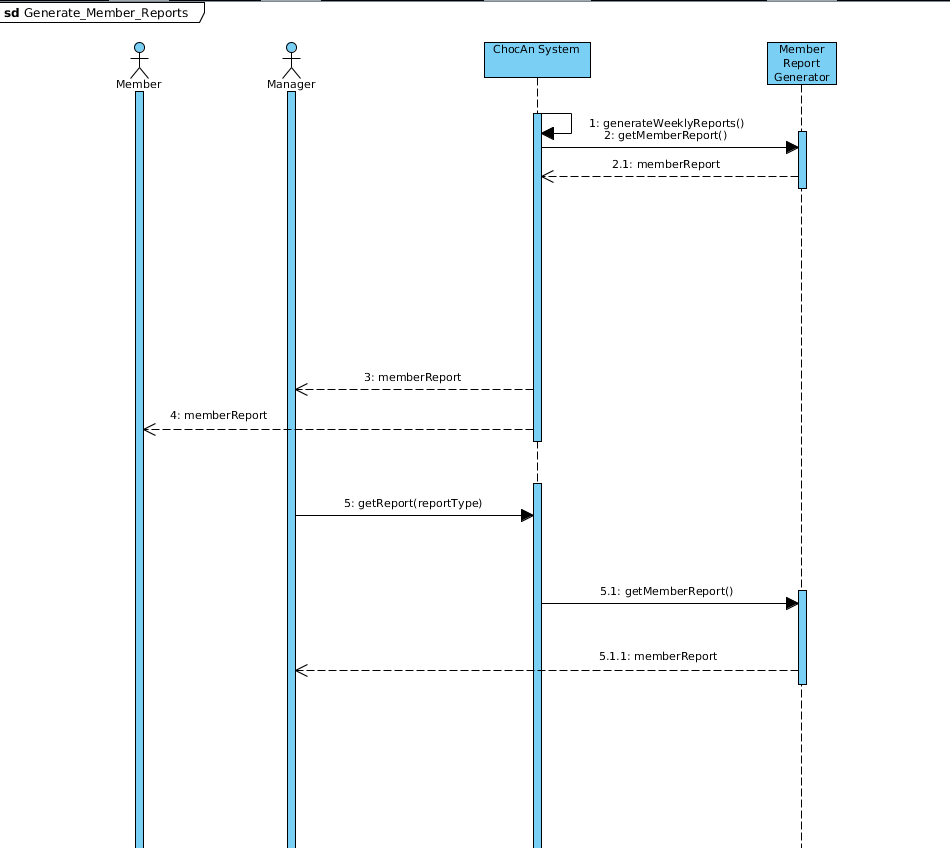 sd Generate_Member_Reports
Member
Manager
ChocAn System
Member
Report
Generator
1: generateWeeklyReports()
2: getMemberReport()
2.1: memberReport
3: memberReport
4: memberReport
5: getReport(reportType)
5.1: getMemberReport()
5.1.1: memberReport